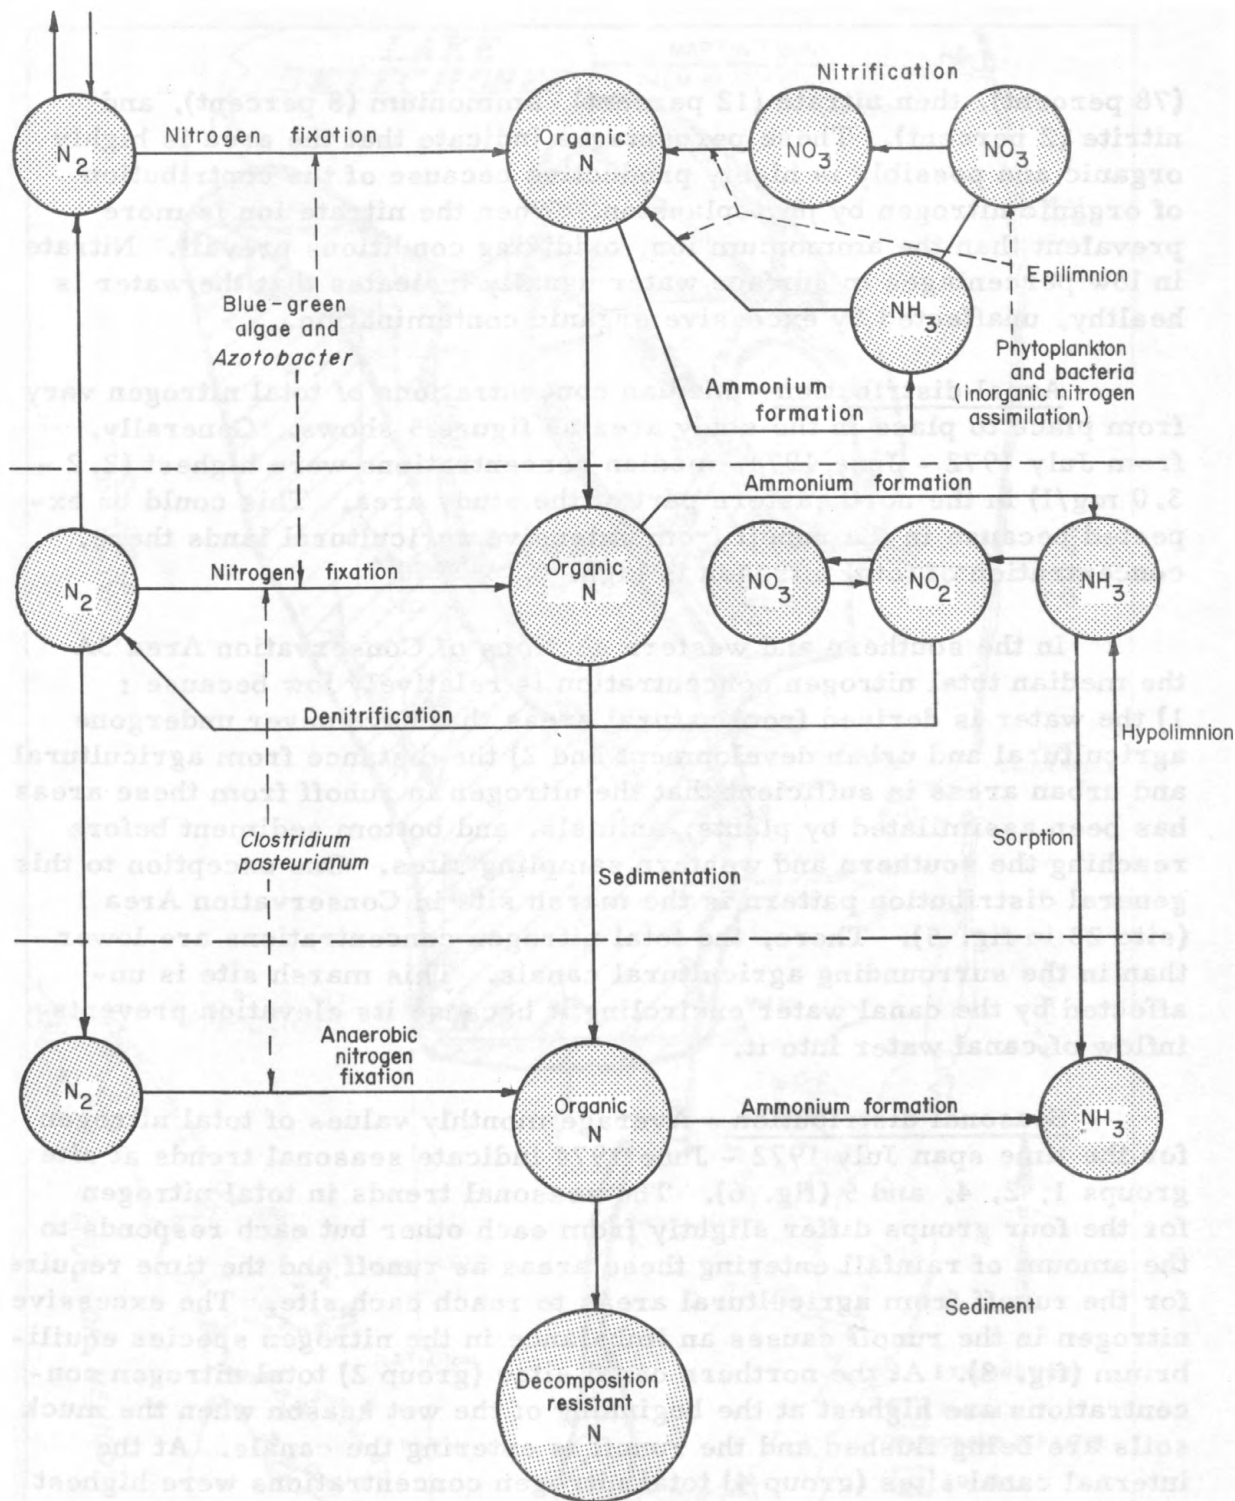 Nitrification
N2
Nitrogen fixation
Organic
N
NO3
NO3
Epilimnion
Blue-green
algae and
Azotobacter
NH3
Phytoplankton
and bacteria
(inorganic nitrogen
assimilation)
Ammonium
formation
Ammonium formation
N2
Nitrogen fixation
Organic
N
NO3
NO2
NH3
Denitrification
Hypolimnion
Clostridium
pasteurianum
Sedimentation
Sorption
N2
Anaerobic
nitrogen
fixation
Organic
N
Ammonium formation
NH3
Sediment
Decomposition
resistant
N